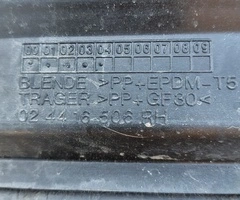 00 01 02 03 04 05 06 07 08 09
BLENDE >PP+EPDM-T5
TRÄGER >PP+GF30<
02 44 16 506 RH